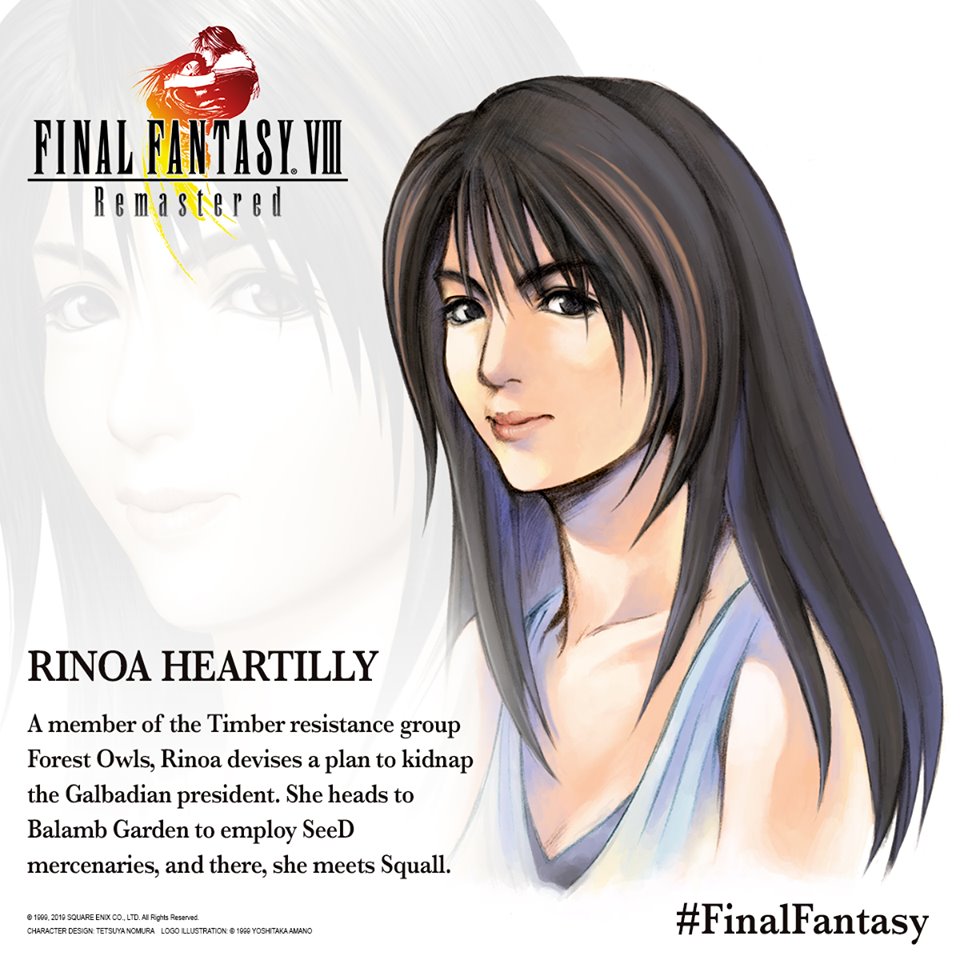 FINAL FANTASY® VIII
Remastered
RINOA HEARTILLY
A member of the Timber resistance group
Forest Owls, Rinoa devises a plan to kidnap
the Galbadian president. She heads to
Balamb Garden to employ SeeD
mercenaries, and there, she meets Squall.
© 1999, 2019 SQUARE ENIX CO., LTD. All Rights Reserved.
CHARACTER DESIGN: TETSUYA NOMURA LOGO ILLUSTRATION: © 1999 YOSHITAKA AMANO
#FinalFantasy